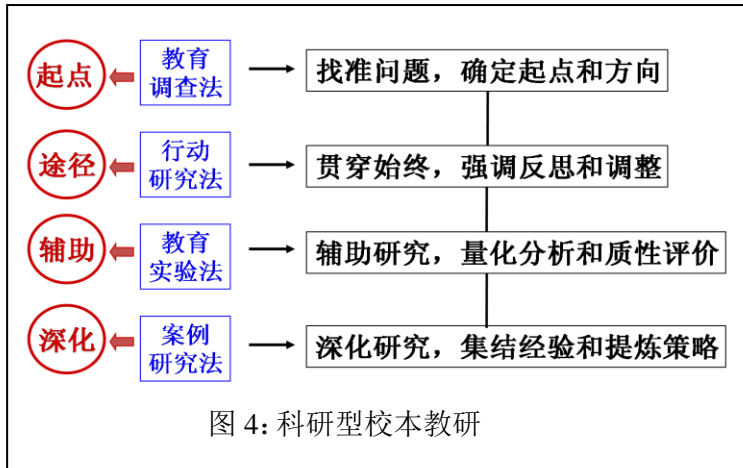 起点
教育
调查法
找准问题，确定起点和方向
途径
行动
研究法
贯穿始终，强调反思和调整
辅助
教育
实验法
辅助研究，量化分析和质性评价
深化
案例
研究法
深化研究，集结经验和提炼策略
图 4: 科研型校本教研